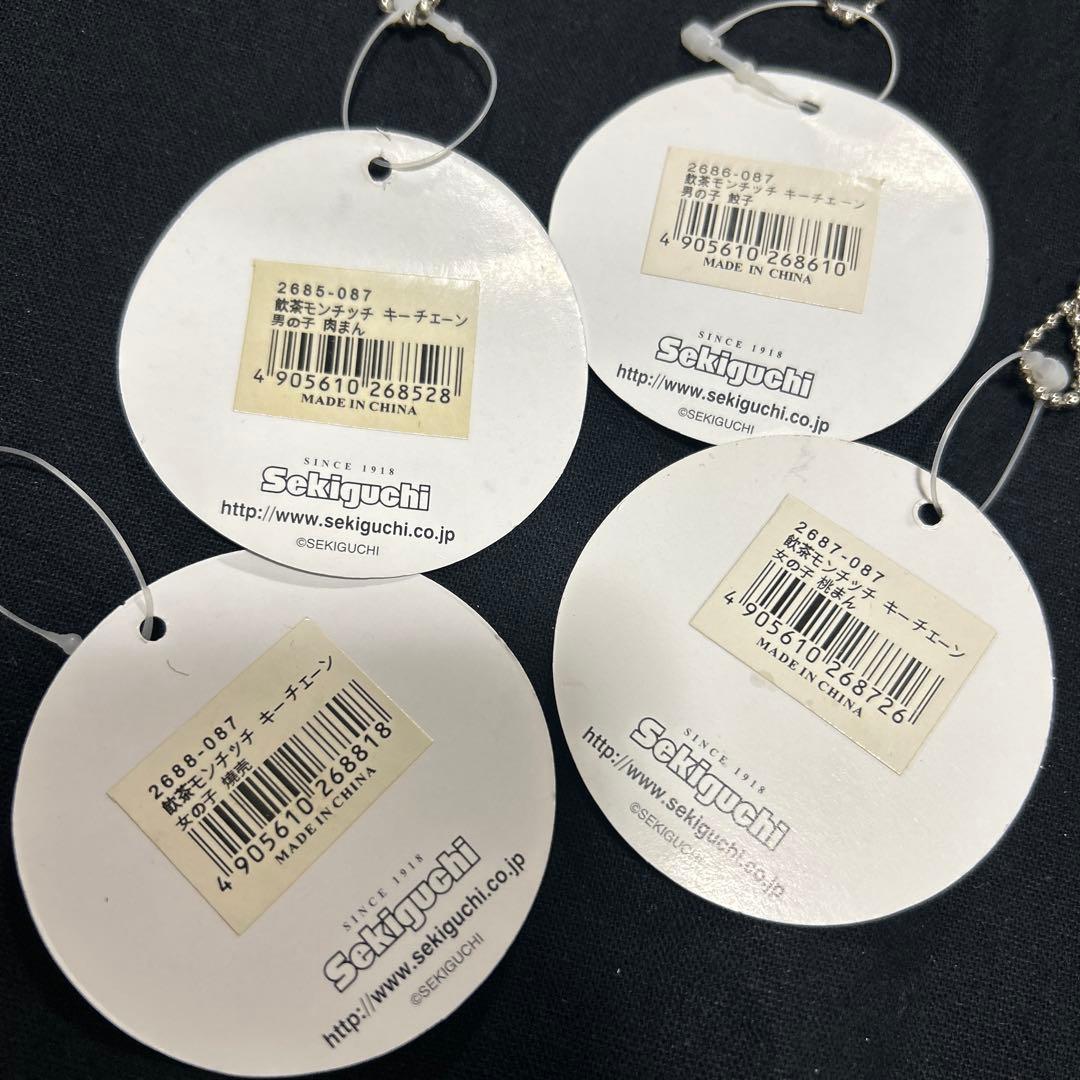 2685-087
飲茶モンチッチ キーチェーン
男の子 肉まん
4 905610 268528
MADE IN CHINA
SINCE 1918
Sekiguchi
http://www.sekiguchi.co.jp
©SEKIGUCHI
2686-087
飲茶モンチッチ キーチェーン
男の子 餃子
4 905610 268610
MADE IN CHINA
SINCE 1918
Sekiguchi
http://www.sekiguchi.co.jp
©SEKIGUCHI
2688-087
飲茶モンチッチ キーチェーン
女の子 焼売
4 905610 268818
MADE IN CHINA
SINCE 1918
Sekiguchi
http://www.sekiguchi.co.jp
©SEKIGUCHI
2687-087
飲茶モンチッチ キーチェーン
女の子 桃まん
4 905610 268726
MADE IN CHINA
SINCE 1918
Sekiguchi
http://www.sekiguchi.co.jp
©SEKIGUCHI